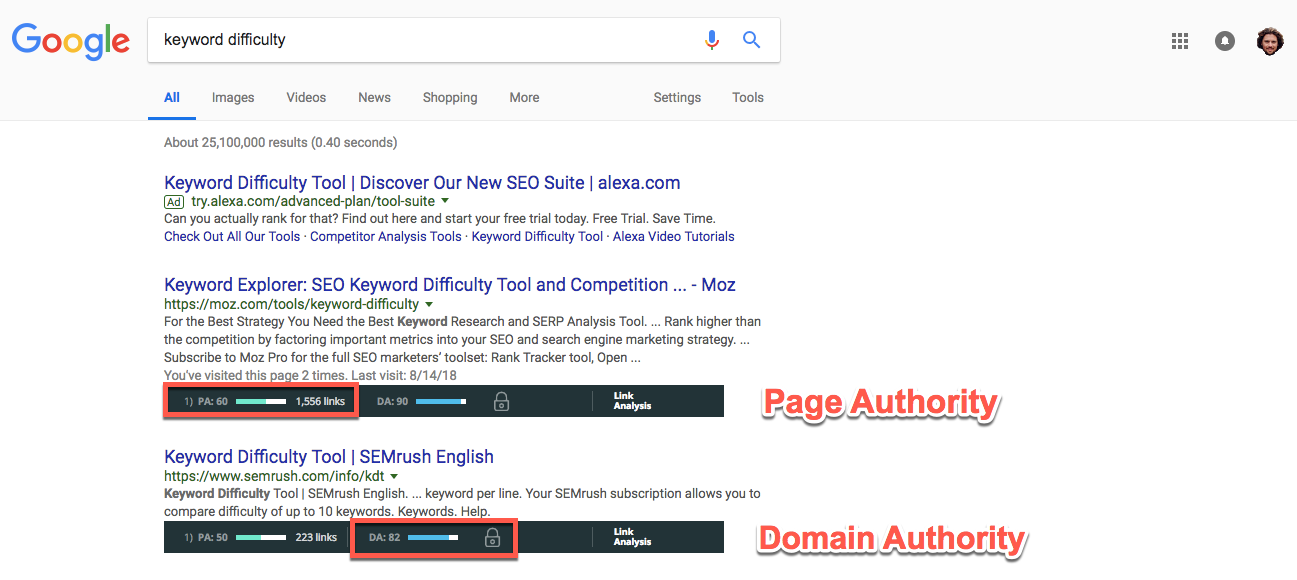 Google
keyword difficulty
All Images Videos News Shopping More Settings Tools
About 25,100,000 results (0.40 seconds)
Keyword Difficulty Tool | Discover Our New SEO Suite | alexa.com
Ad try.alexa.com/advanced-plan/tool-suite
Can you actually rank for that? Find out here and start your free trial today. Free Trial. Save Time.
Check Out All Our Tools · Competitor Analysis Tools · Keyword Difficulty Tool · Alexa Video Tutorials
Keyword Explorer: SEO Keyword Difficulty Tool and Competition ... - Moz
https://moz.com/tools/keyword-difficulty
For the Best Strategy You Need the Best Keyword Research and SERP Analysis Tool. ... Rank higher than
the competition by factoring important metrics into your SEO and search engine marketing strategy. ...
Subscribe to Moz Pro for the full SEO marketers' toolset: Rank Tracker tool, Open ...
You've visited this page 2 times. Last visit: 8/14/18
1) PA: 60 1,556 links DA: 90 Link Analysis
Page Authority
Keyword Difficulty Tool | SEMrush English
https://www.semrush.com/info/kdt
Keyword Difficulty Tool | SEMrush English. ... keyword per line. Your SEMrush subscription allows you to
compare difficulty of up to 10 keywords. Keywords. Help.
1) PA: 50 223 links DA: 82 Link Analysis
Domain Authority